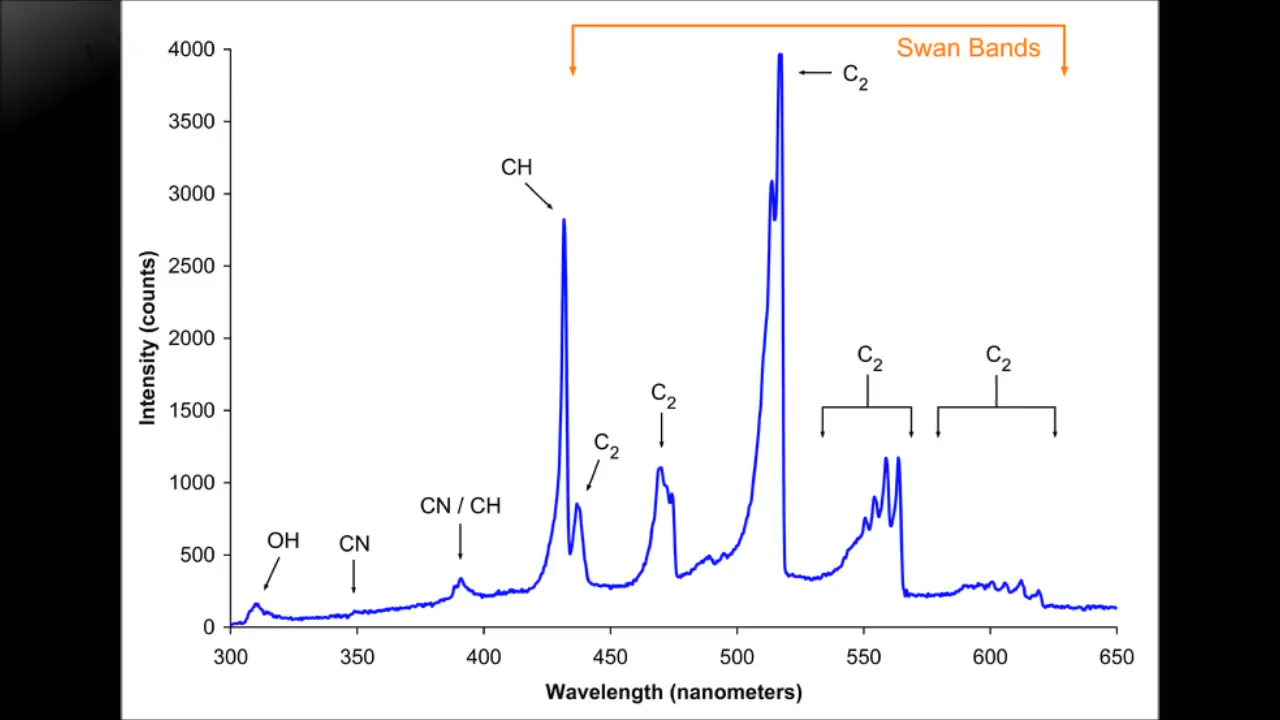 Swan Bands
4000
C2
3500
CH
3000
2500
2000
C2
C2
1500
C2
C2
1000
CN / CH
OH
CN
500
0
300
350
400
450
500
550
600
650
Intensity (counts)
Wavelength (nanometers)